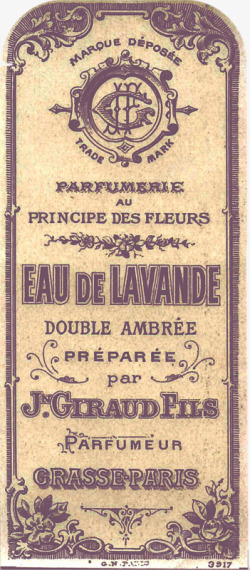 MARQUE DÉPOSÉE
TRADE MARK
PARFUMERIE
AU
PRINCIPE DES FLEURS
EAU DE LAVANDE
DOUBLE AMBRÉE
PRÉPARÉE
par
JN GIRAUD FILS
PARFUMEUR
GRASSE-PARIS
G.N. PARIS
3917